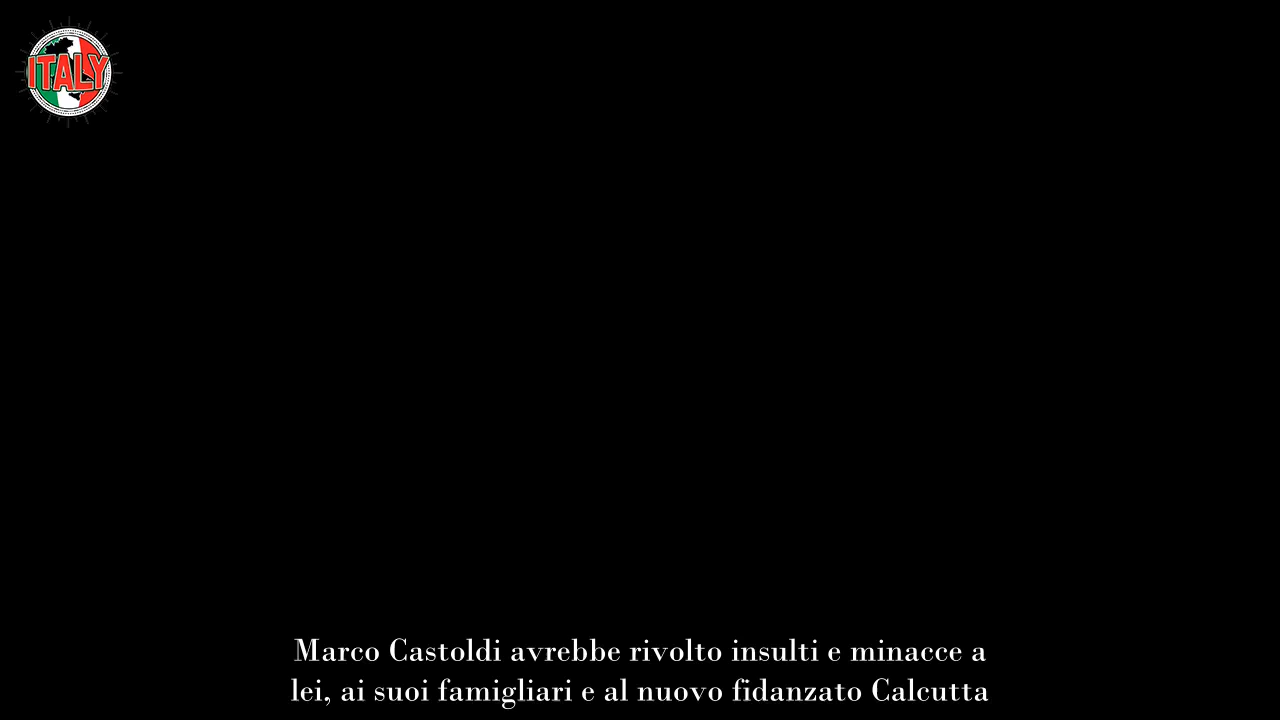 ITALY
Marco Castoldi avrebbe rivolto insulti e minacce a
lei, ai suoi famigliari e al nuovo fidanzato Calcutta